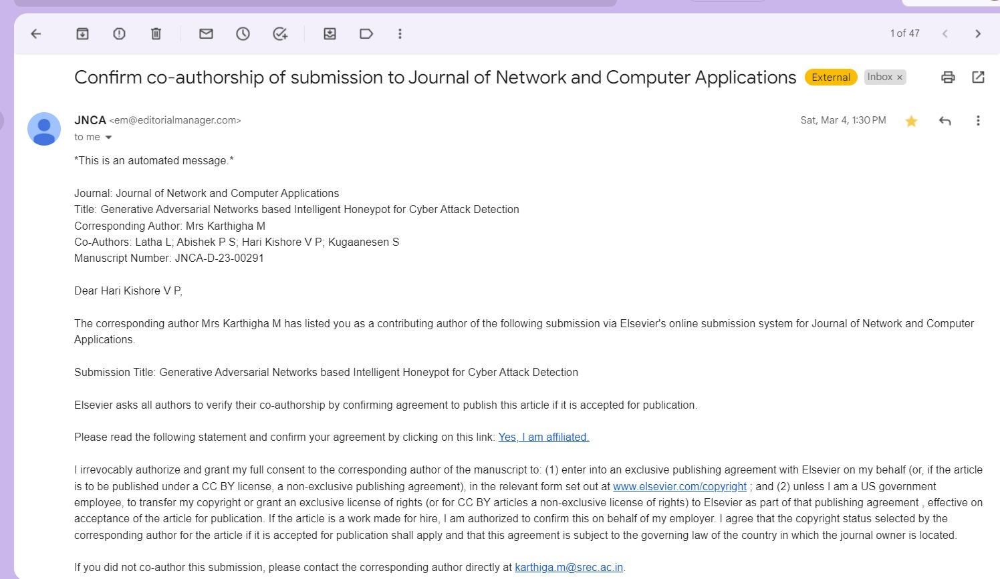 1 of 47
Confirm co-authorship of submission to Journal of Network and Computer Applications External Inbox ×
JNCA <em@editorialmanager.com> Sat, Mar 4, 1:30 PM
to me
*This is an automated message.*
Journal: Journal of Network and Computer Applications
Title: Generative Adversarial Networks based Intelligent Honeypot for Cyber Attack Detection
Corresponding Author: Mrs Karthigha M
Co-Authors: Latha L; Abishek P S; Hari Kishore V P; Kugaanesen S
Manuscript Number: JNCA-D-23-00291
Dear Hari Kishore V P,
The corresponding author Mrs Karthigha M has listed you as a contributing author of the following submission via Elsevier's online submission system for Journal of Network and Computer
Applications.
Submission Title: Generative Adversarial Networks based Intelligent Honeypot for Cyber Attack Detection
Elsevier asks all authors to verify their co-authorship by confirming agreement to publish this article if it is accepted for publication.
Please read the following statement and confirm your agreement by clicking on this link: Yes, I am affiliated.
I irrevocably authorize and grant my full consent to the corresponding author of the manuscript to: (1) enter into an exclusive publishing agreement with Elsevier on my behalf (or, if the article
is to be published under a CC BY license, a non-exclusive publishing agreement), in the relevant form set out at www.elsevier.com/copyright ; and (2) unless I am a US government
employee, to transfer my copyright or grant an exclusive license of rights (or for CC BY articles a non-exclusive license of rights) to Elsevier as part of that publishing agreement , effective on
acceptance of the article for publication. If the article is a work made for hire, I am authorized to confirm this on behalf of my employer. I agree that the copyright status selected by the
corresponding author for the article if it is accepted for publication shall apply and that this agreement is subject to the governing law of the country in which the journal owner is located.
If you did not co-author this submission, please contact the corresponding author directly at karthiga.m@srec.ac.in.